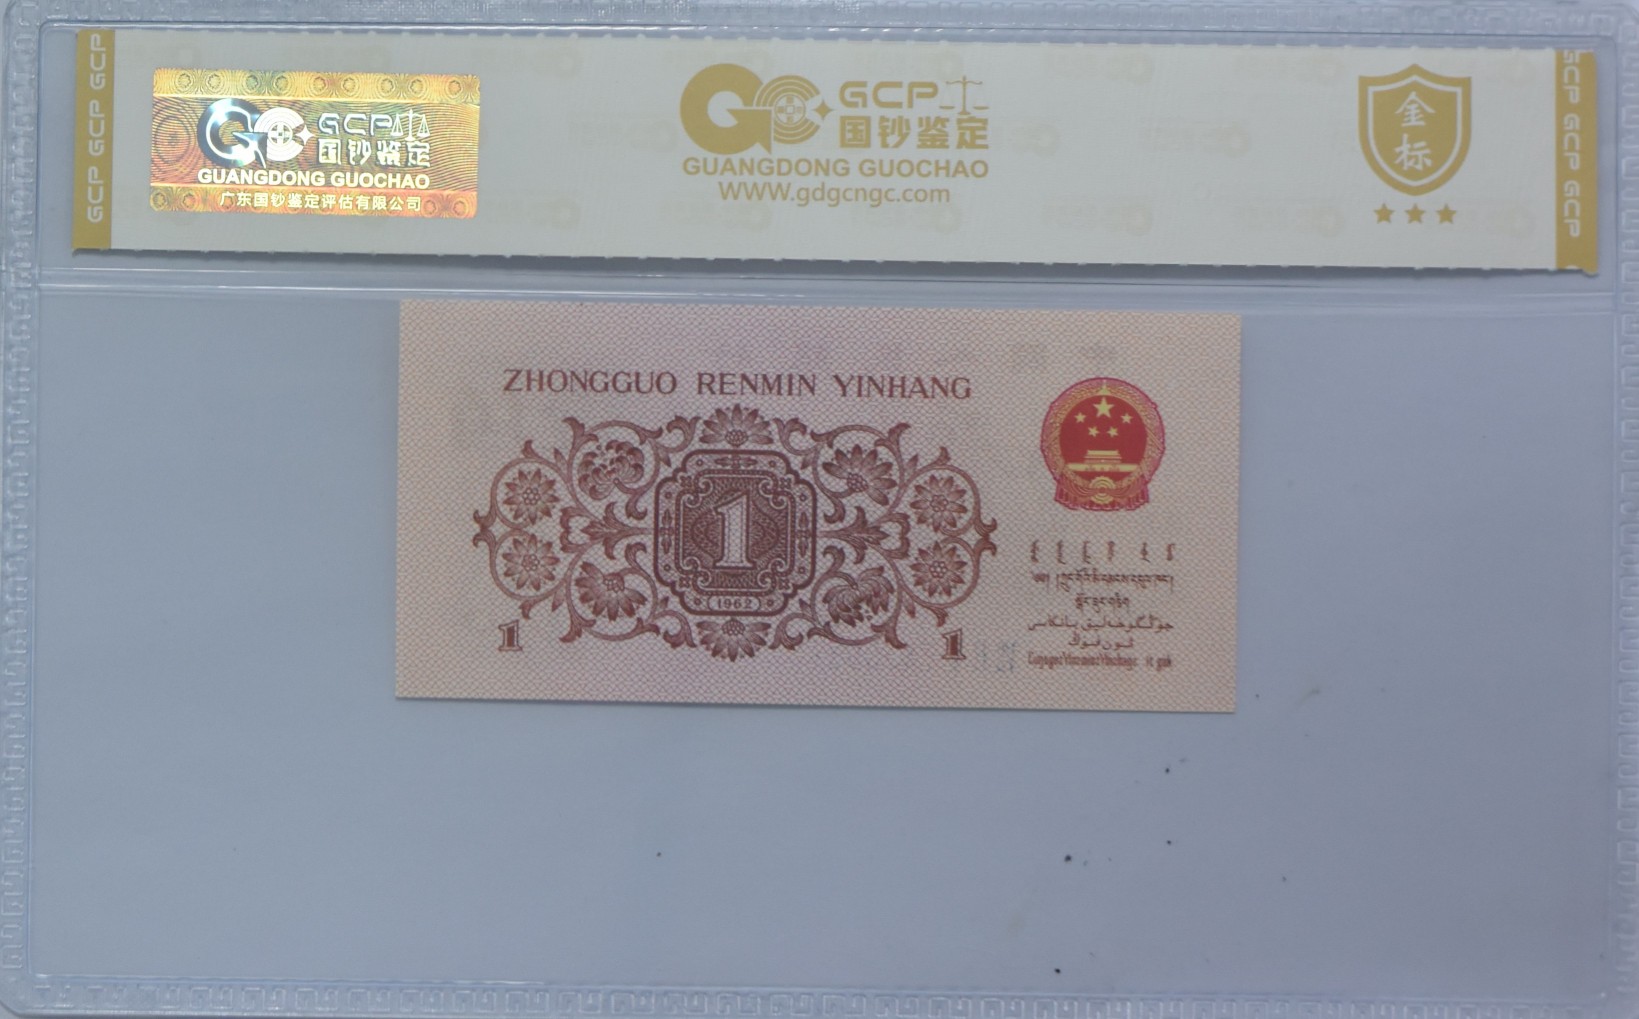 GCP GCP GCP
GCP 国钞鉴定
GUANGDONG GUOCHAO
广东国钞鉴定评估有限公司
GCP
国钞鉴定
GUANGDONG GUOCHAO
WWW.gdgcngc.com
金标
GCP GCP GCP
ZHONGGUO RENMIN YINHANG
1
(1962)
1
1